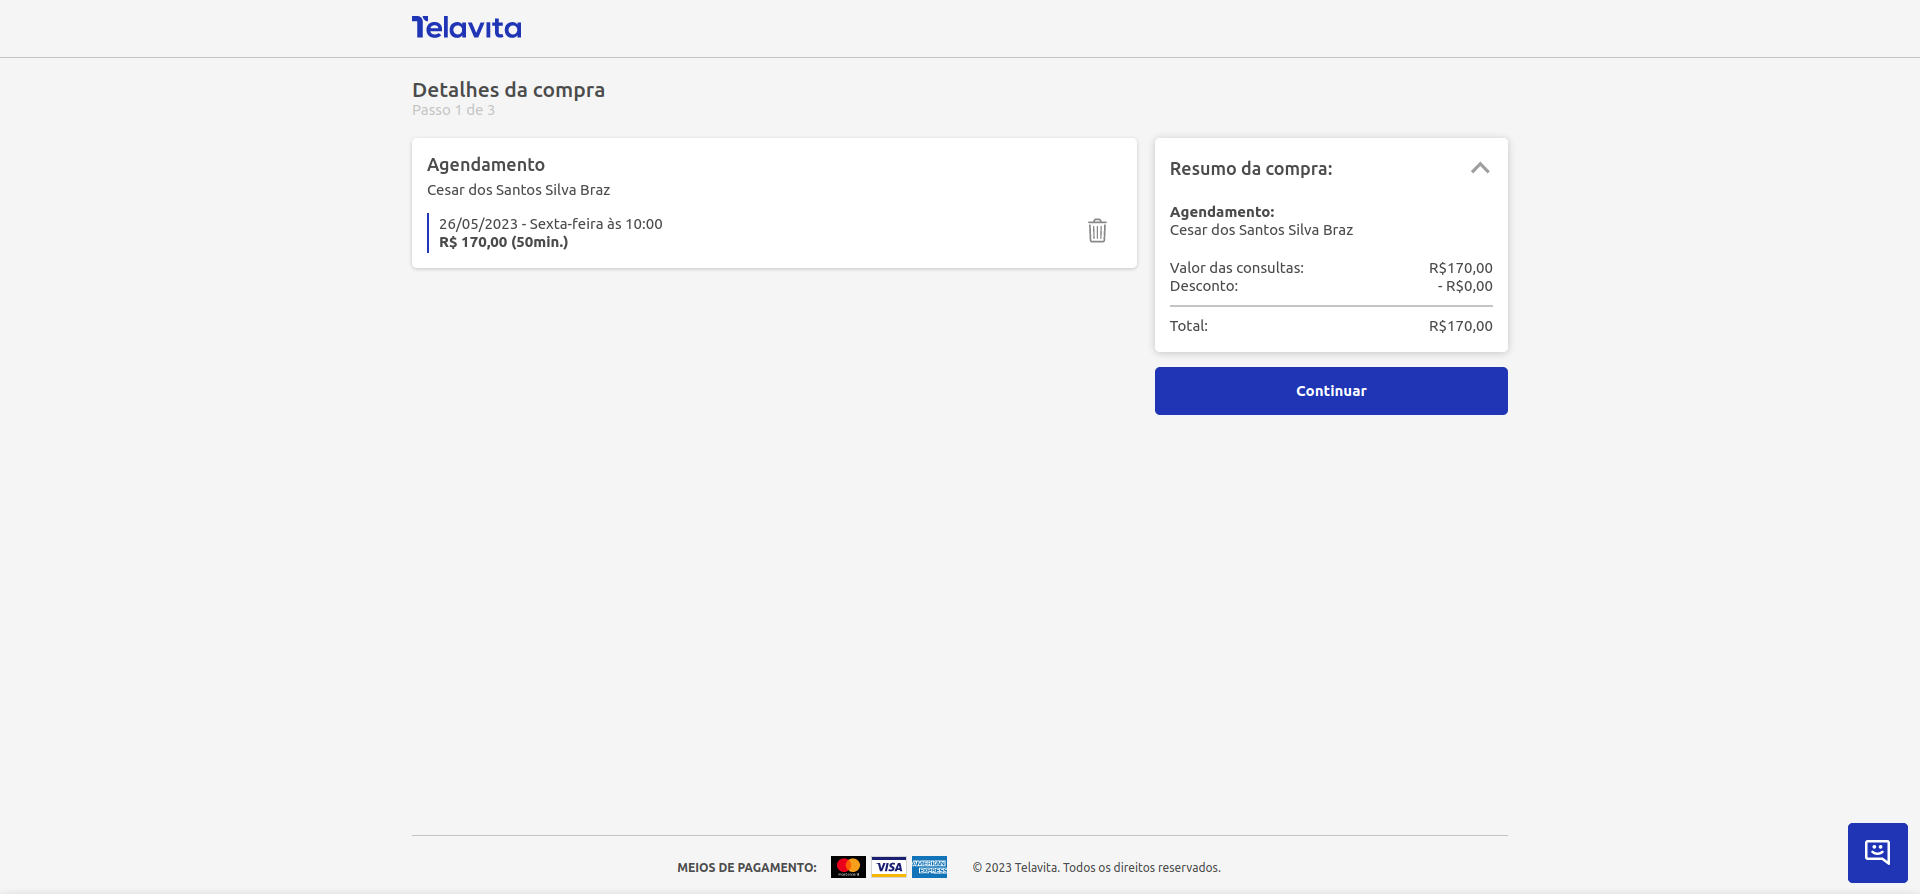 Telavita
Detalhes da compra
Passo 1 de 3
Agendamento
Cesar dos Santos Silva Braz
26/05/2023 - Sexta-feira às 10:00
R$ 170,00 (50min.)
Resumo da compra:
Agendamento:
Cesar dos Santos Silva Braz
Valor das consultas: R$170,00
Desconto: - R$0,00
Total: R$170,00
Continuar
MEIOS DE PAGAMENTO: mastercard VISA AMERICAN EXPRESS © 2023 Telavita. Todos os direitos reservados.